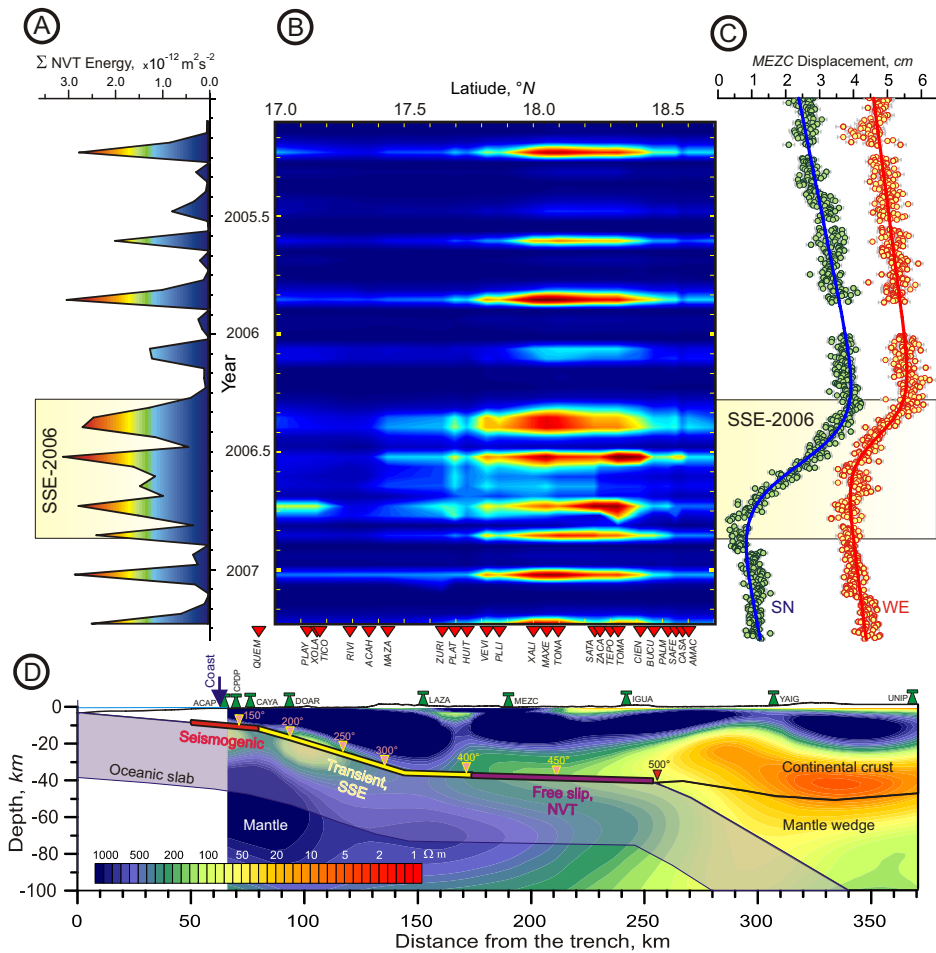 A
B
C
Σ NVT Energy, x10-12 m2s-2
3.0 2.0 1.0 0.0
Latiude, °N
17.0 17.5 18.0 18.5
MEZC Displacement, cm
0 1 2 3 4 5 6
2005.5
2006
Year
2006.5
2007
SSE-2006
SSE-2006
SN
WE
QUEM
PLAY
XOLA
TICO
RIVI
ACAH
MAZA
ZURI
PLAT
HUIT
VEVI
PLLI
XALI
MAXE
TONA
SATA
ZACA
TEPO
TOMA
CIEN
BUCU
PALM
SAFE
CASA
AMAC
D
Coast
ACAP CPDP CAYA DOAR LAZA MEZC IGUA YAIG UNIP
0
-20
-40
-60
-80
-100
Depth, km
150° 200° 250° 300° 400° 450° 500°
Seismogenic
Transient,
SSE
Free slip,
NVT
Oceanic slab
Continental crust
Mantle
Mantle wedge
1000 500 200 100 50 20 10 5 2 1 Ω m
0 50 100 150 200 250 300 350
Distance from the trench, km